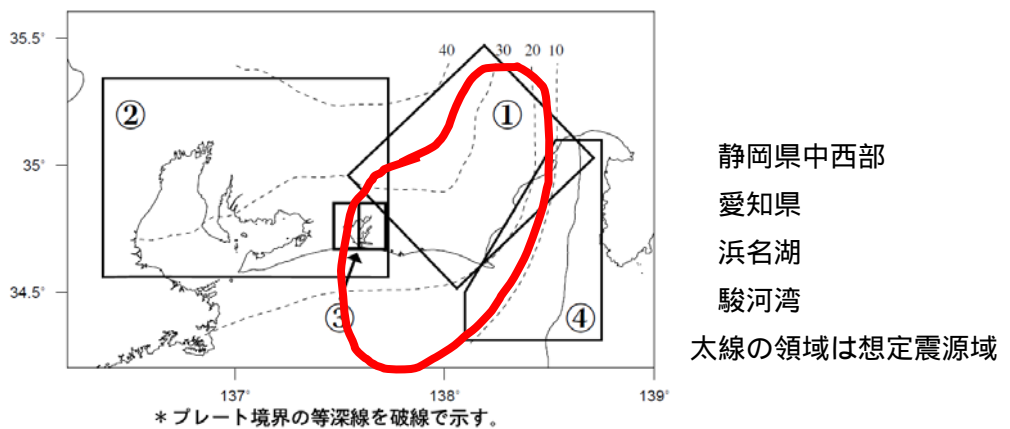 35.5°
35°
34.5°
40 30 20 10
①
②
③
④
137° 138° 139°
＊プレート境界の等深線を破線で示す。
静岡県中西部
愛知県
浜名湖
駿河湾
太線の領域は想定震源域